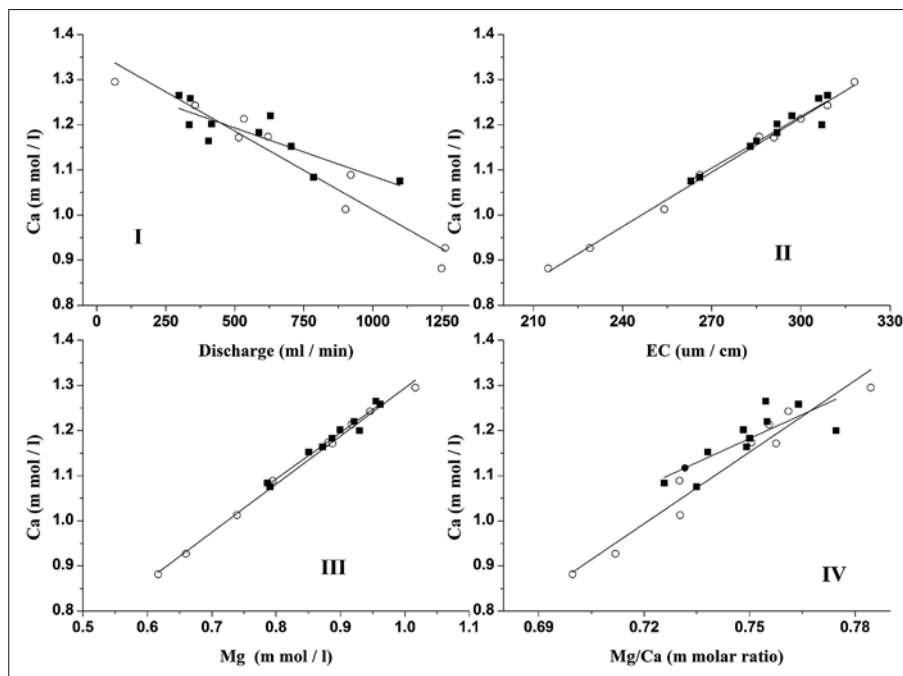 1.4
1.3
1.2
1.1
1.0
0.9
0.8
Ca (m mol / l)
I
0 250 500 750 1000 1250
Discharge (ml / min)
1.4
1.3
1.2
1.1
1.0
0.9
0.8
Ca (m mol / l)
II
210 240 270 300 330
EC (um / cm)
1.4
1.3
1.2
1.1
1.0
0.9
0.8
Ca (m mol / l)
III
0.5 0.6 0.7 0.8 0.9 1.0 1.1
Mg (m mol / l)
1.4
1.3
1.2
1.1
1.0
0.9
0.8
Ca (m mol / l)
IV
0.69 0.72 0.75 0.78
Mg/Ca (m molar ratio)